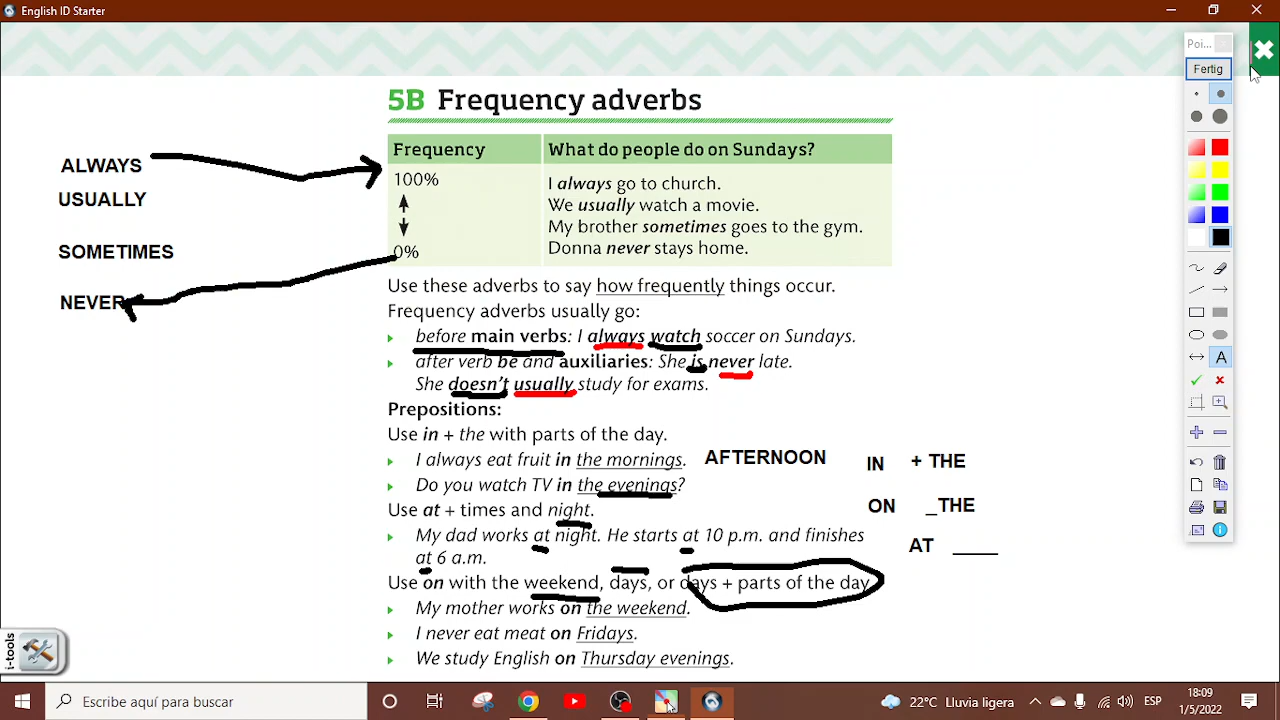 English ID Starter
Poi...
Fertig
5B Frequency adverbs
Frequency What do people do on Sundays?
ALWAYS
100% I always go to church.
USUALLY
We usually watch a movie.
My brother sometimes goes to the gym.
SOMETIMES
0% Donna never stays home.
NEVER
Use these adverbs to say how frequently things occur.
Frequency adverbs usually go:
before main verbs: I always watch soccer on Sundays.
after verb be and auxiliaries: She is never late.
She doesn't usually study for exams.
A
Prepositions:
Use in + the with parts of the day.
I always eat fruit in the mornings. AFTERNOON IN + THE
Do you watch TV in the evenings?
Use at + times and night. ON _THE
My dad works at night. He starts at 10 p.m. and finishes
at 6 a.m. AT ____
Use on with the weekend, days, or days + parts of the day.
My mother works on the weekend.
I never eat meat on Fridays.
We study English on Thursday evenings.
i-tools
Escribe aquí para buscar
22°C Lluvia ligera
ESP
18:09
1/5/2022